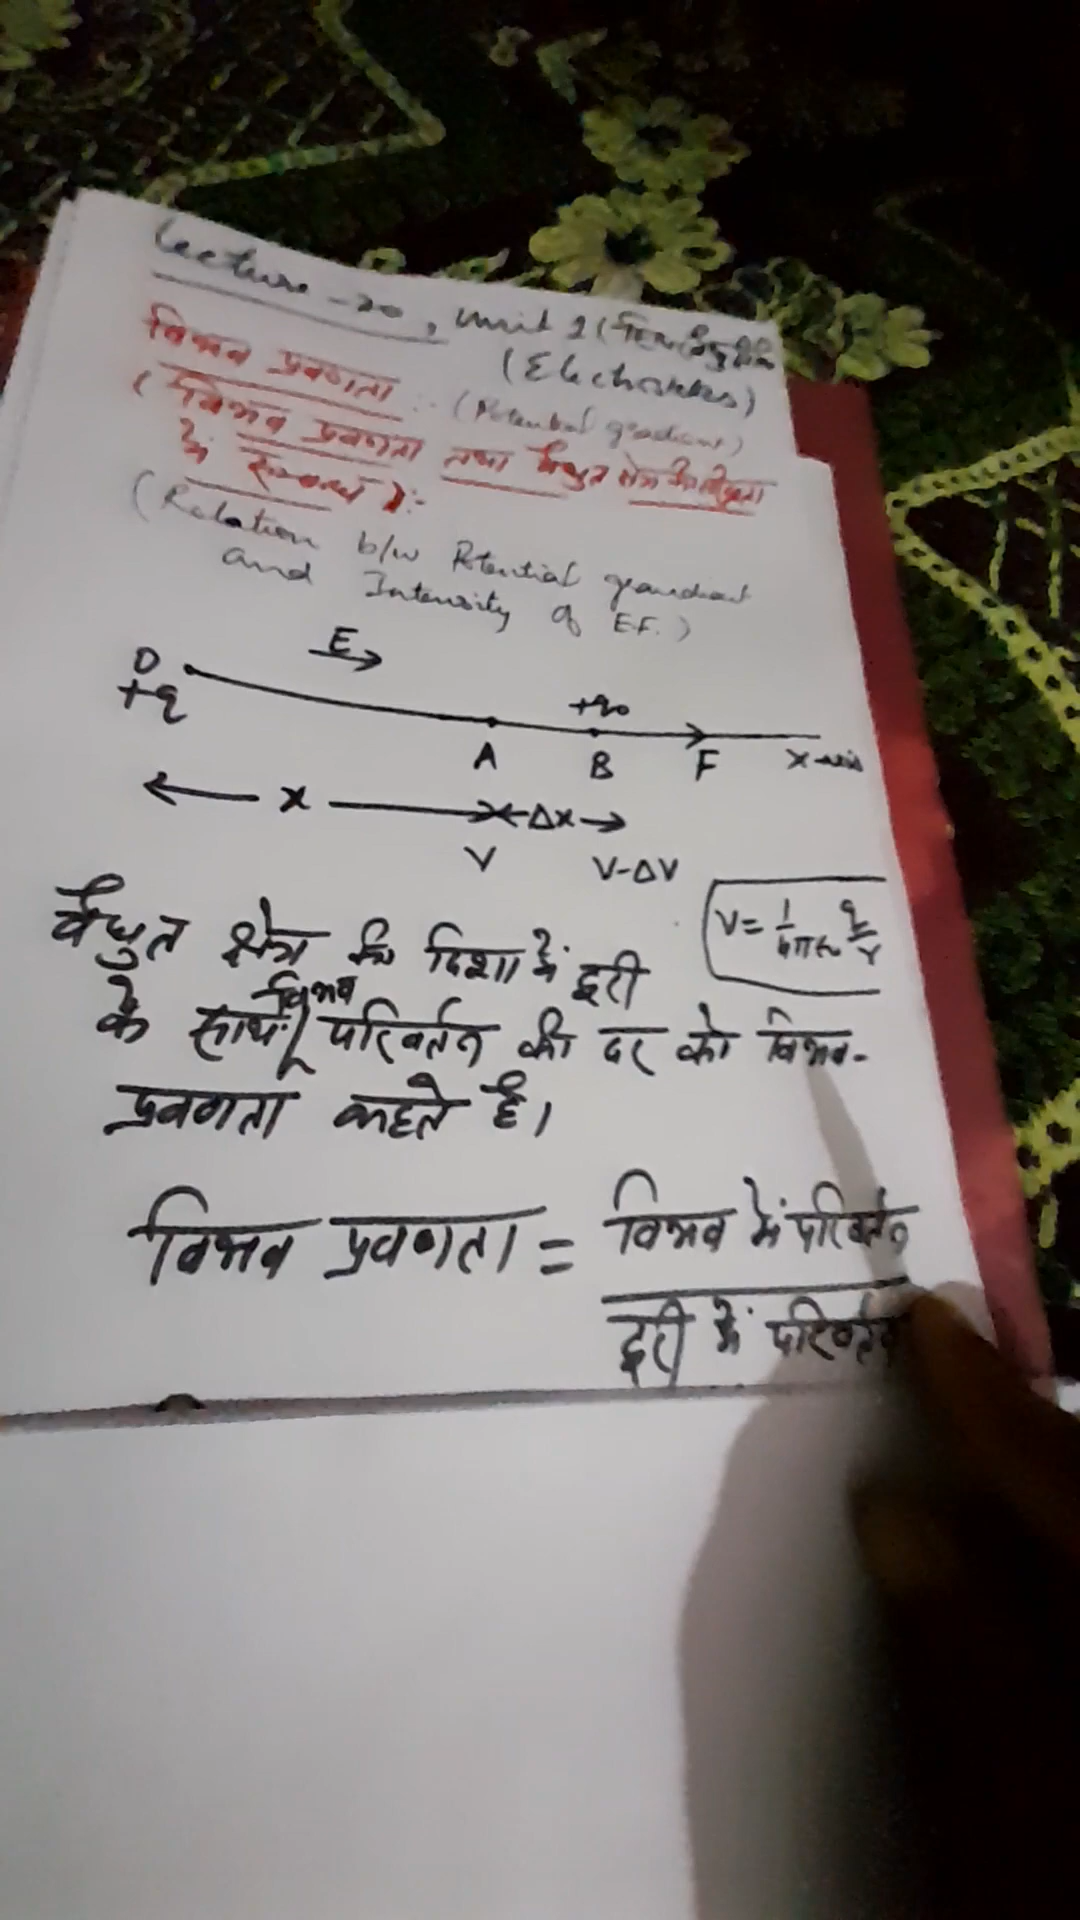 Lecture -20, Unit 1(स्थिर वैद्युतिकी
(Electrostatics)
विभव प्रवणता :- (Potential gradient)
(विभव प्रवणता तथा वैधुत क्षेत्र की तीव्रता
में सम्बन्ध ):-
(Relation b/w Potential gradient
and Intensity of E.F.)
E
O
+q
+q₀
A B F X-axis
x Δx
V V-ΔV
V= 1/4πε₀ q/r
वैधुत क्षेत्र कि दिशा में दूरी
के साथ विभव परिवर्तन की दर को विभव-
प्रवणता कहते है।
विभव प्रवणता = विभव में परिवर्तन
दूरी में परिवर्तन